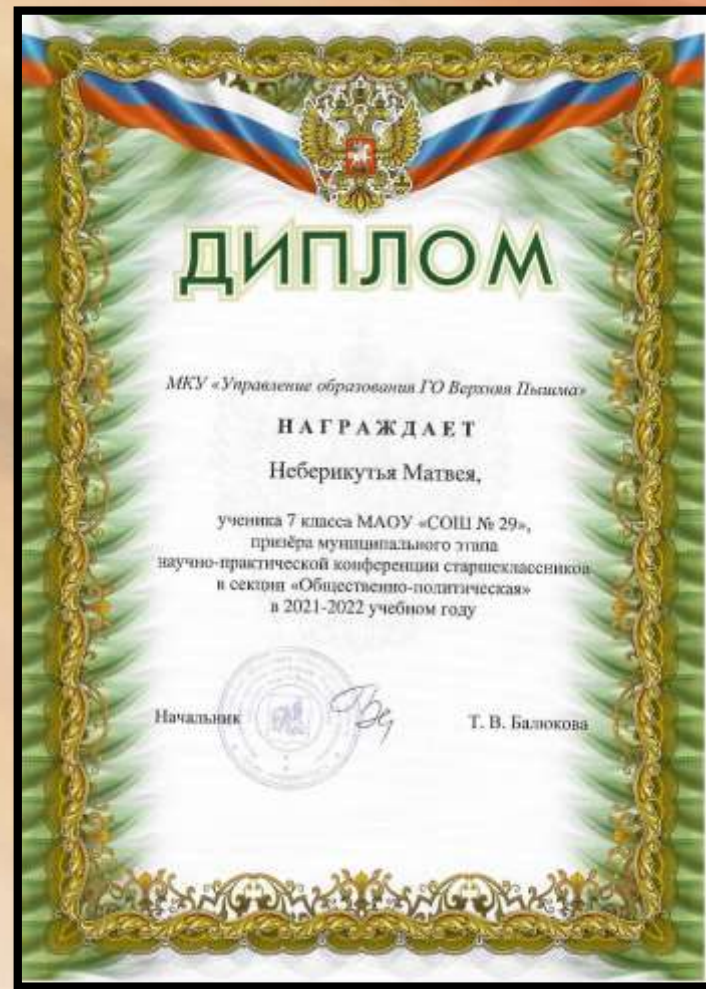 ДИПЛОМ
МКУ «Управление образования ГО Верхняя Пышма»
НАГРАЖДАЕТ
Неберикутья Матвея,
ученика 7 класса МАОУ «СОШ № 29»,
призёра муниципального этапа
научно-практической конференции старшеклассников
в секции «Общественно-политическая»
в 2021-2022 учебном году
Начальник
Т. В. Балюкова